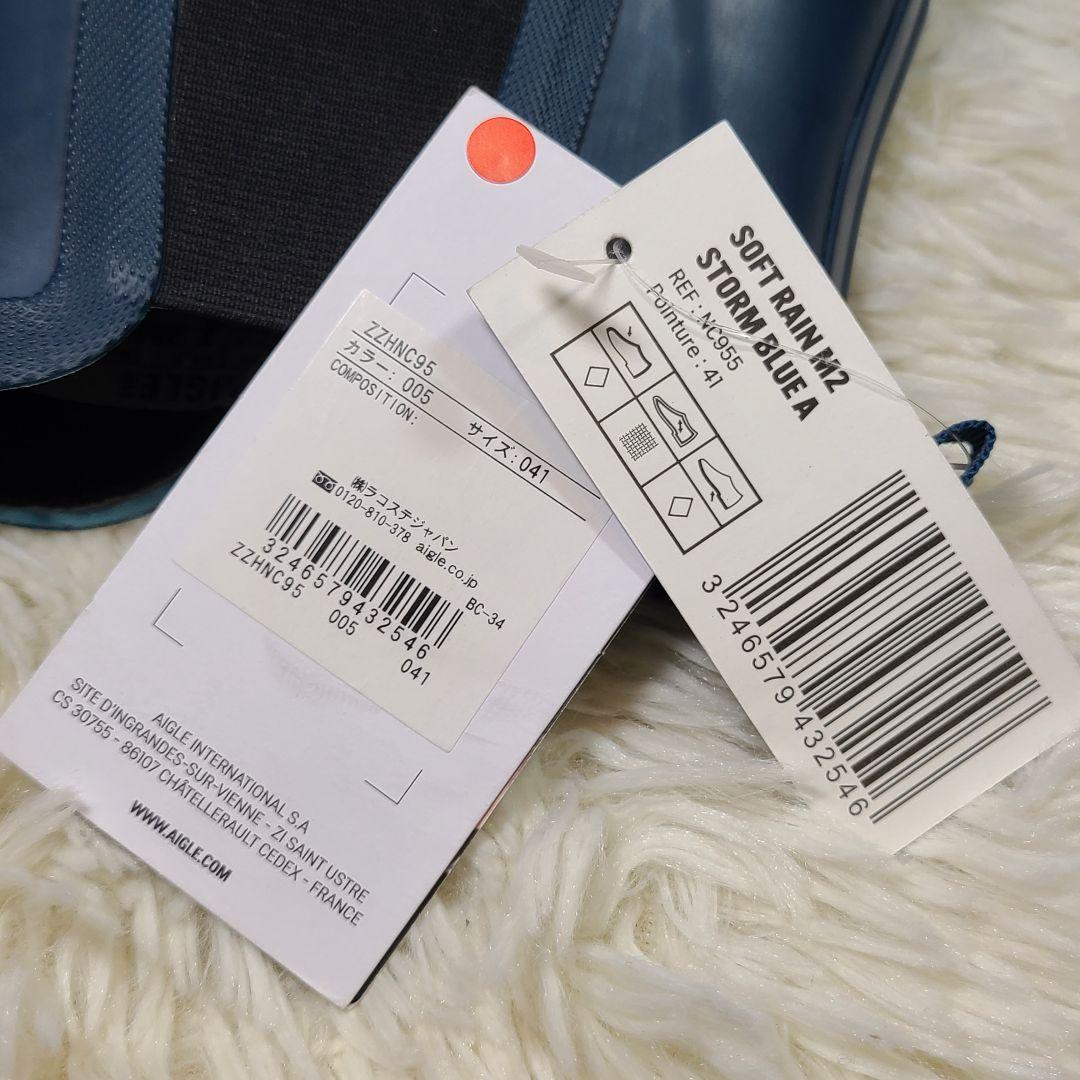 ZZHNC95
カラー: 005 サイズ: 041
COMPOSITION:
㈱ラコステジャパン
0120-810-378 aigle.co.jp
BC-34
3246579432546
ZZHNC95 005 041
AIGLE INTERNATIONAL S.A
SITE D'INGRANDES-SUR-VIENNE - ZI SAINT USTRE
CS 30755 - 86107 CHÂTELLERAULT CEDEX - FRANCE
WWW.AIGLE.COM
SOFT RAIN M2
STORM BLUE A
REF : NC955
Pointure : 41
3 246579 432546
AIGLE